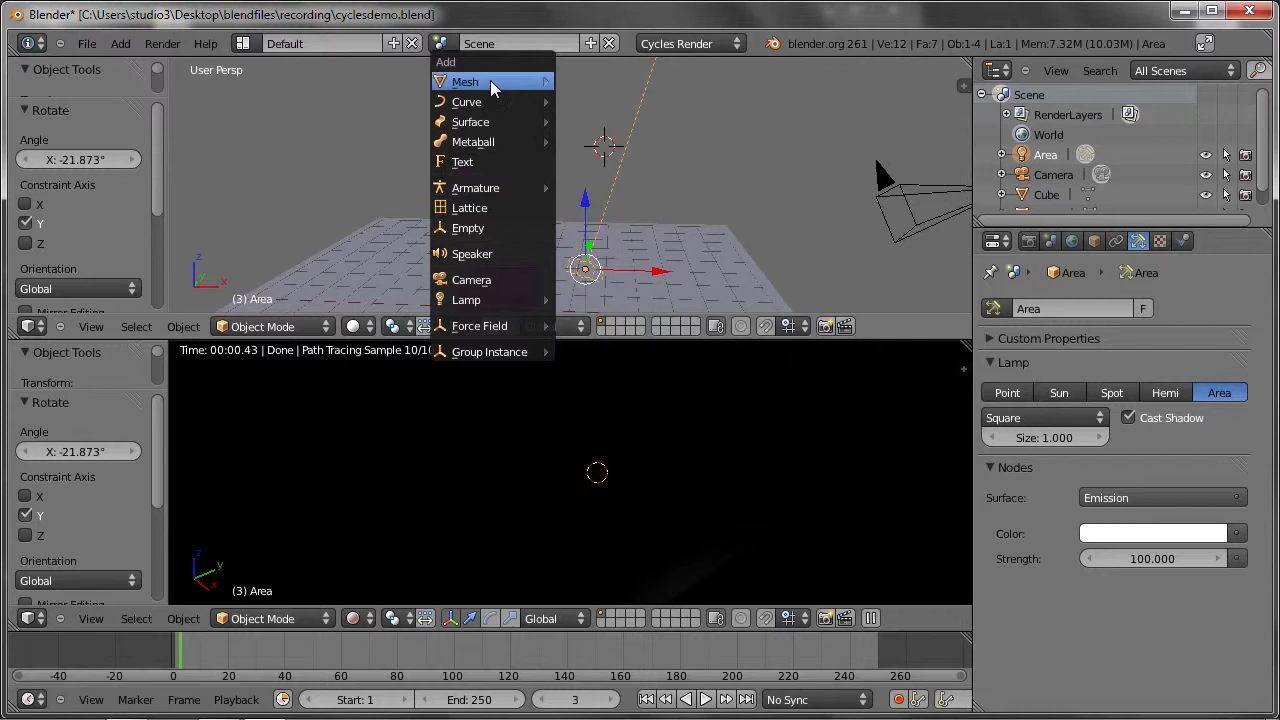 Blender* [C:\Users\studio3\Desktop\blendfiles\recording\cyclesdemo.blend]
File Add Render Help Default Scene Cycles Render blender.org 261 | Ve:12 | Fa:7 | Ob:1-4 | La:1 | Mem:7.32M (10.03M) | Area
Object Tools
Rotate
Angle
X: -21.873°
Constraint Axis
X
Y
Z
Orientation
Global
User Persp
(3) Area
Add
Mesh
Curve
Surface
Metaball
Text
Armature
Lattice
Empty
Speaker
Camera
Lamp
Force Field
Group Instance
View Select Object Object Mode
Object Tools
Transform:
Rotate
Angle
X: -21.873°
Constraint Axis
X
Y
Z
Orientation
Global
Time: 00:00.43 | Done | Path Tracing Sample 10/10
(3) Area
View Select Object Object Mode Global
-40 -20 0 20 40 60 80 100 120 140 160 180 200 220 240 260
View Marker Frame Playback Start: 1 End: 250 3 No Sync
View Search All Scenes
Scene
RenderLayers
World
Area
Camera
Cube
Area Area
Area F
Custom Properties
Lamp
Point Sun Spot Hemi Area
Square Cast Shadow
Size: 1.000
Nodes
Surface: Emission
Color:
Strength: 100.000